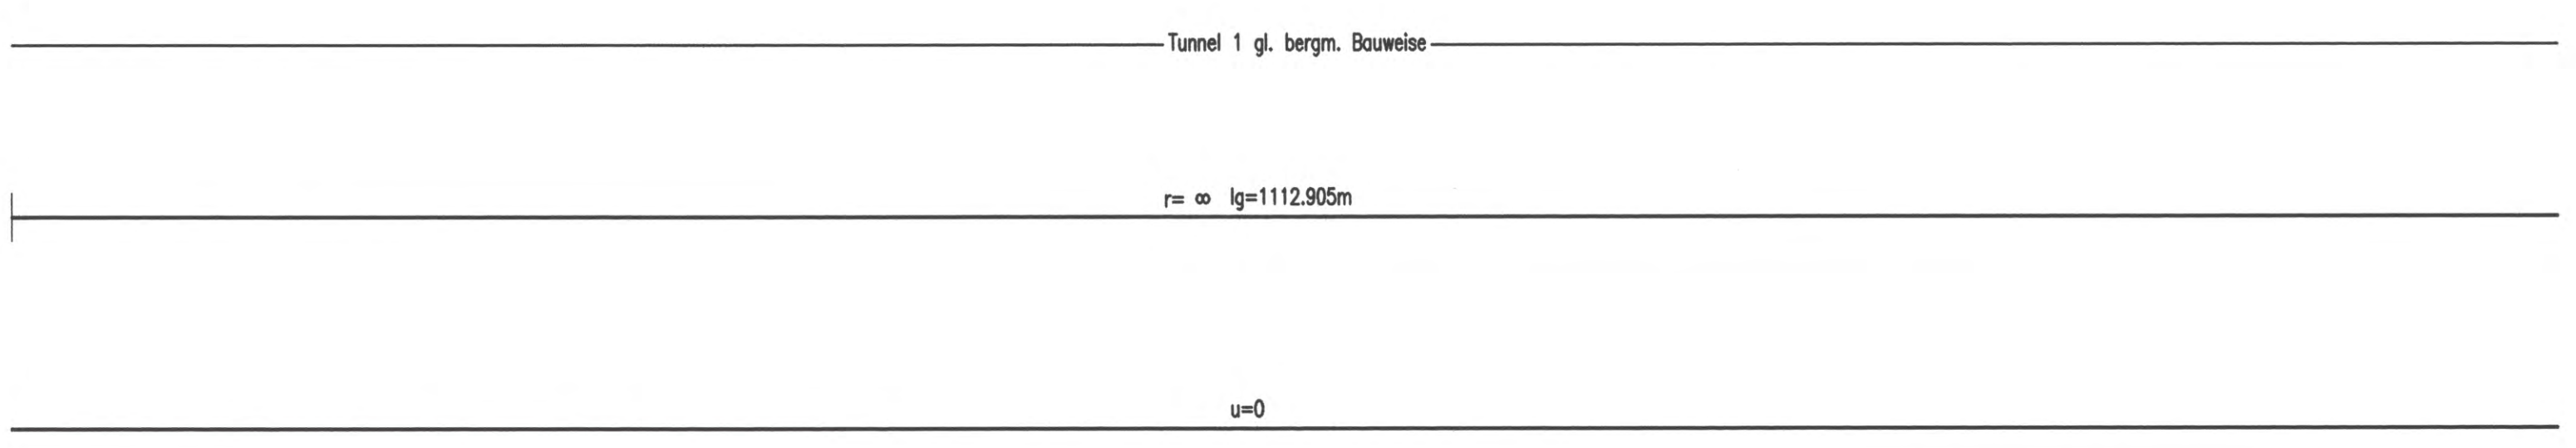 Tunnel 1 gl. bergm. Bauweise
r= ∞ lg=1112.905m
u=0